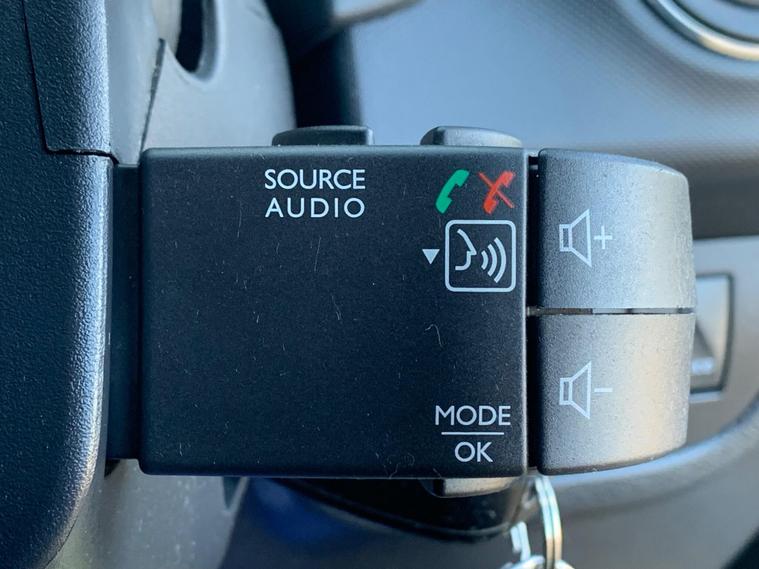 SOURCE
AUDIO
+
-
MODE
OK